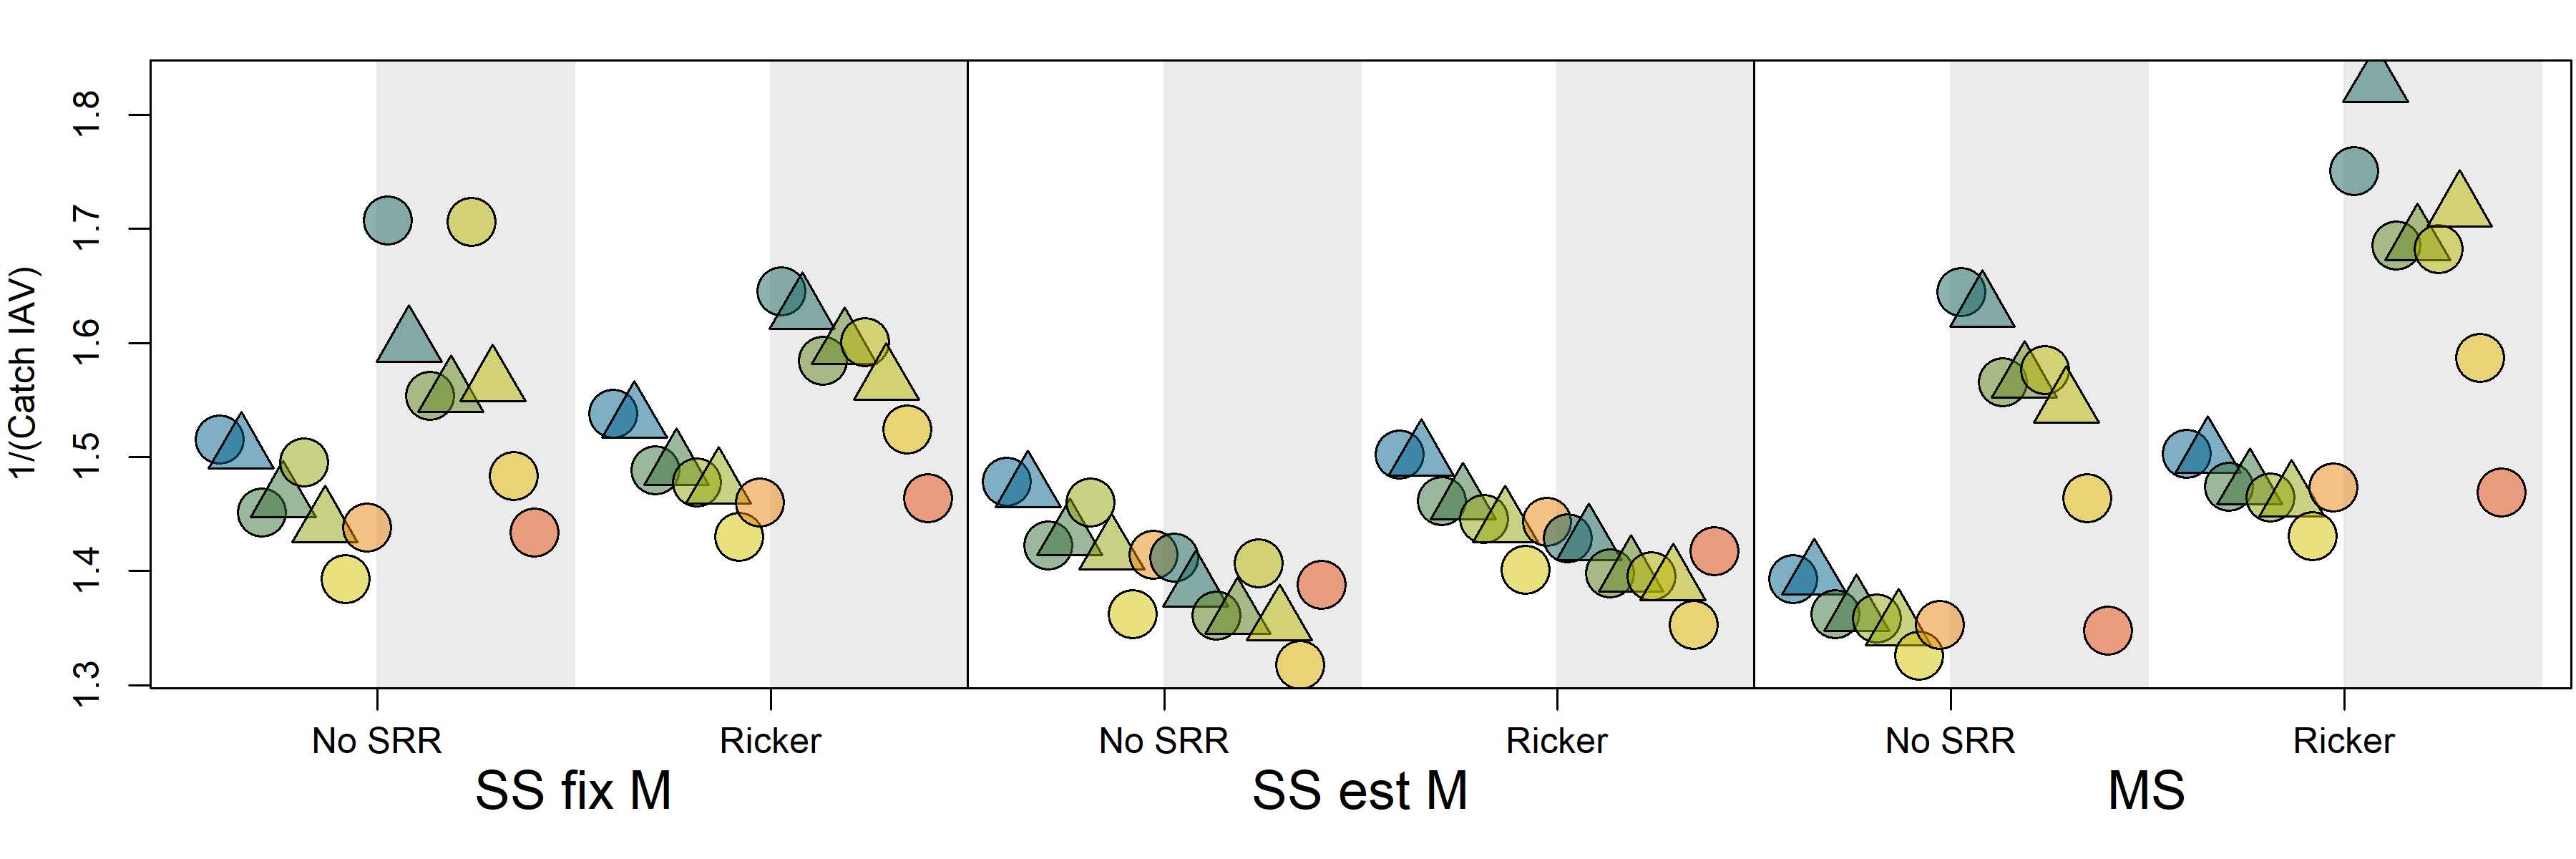 1/(Catch IAV)
1.8
1.7
1.6
1.5
1.4
1.3
No SRR Ricker No SRR Ricker No SRR Ricker
SS fix M SS est M MS